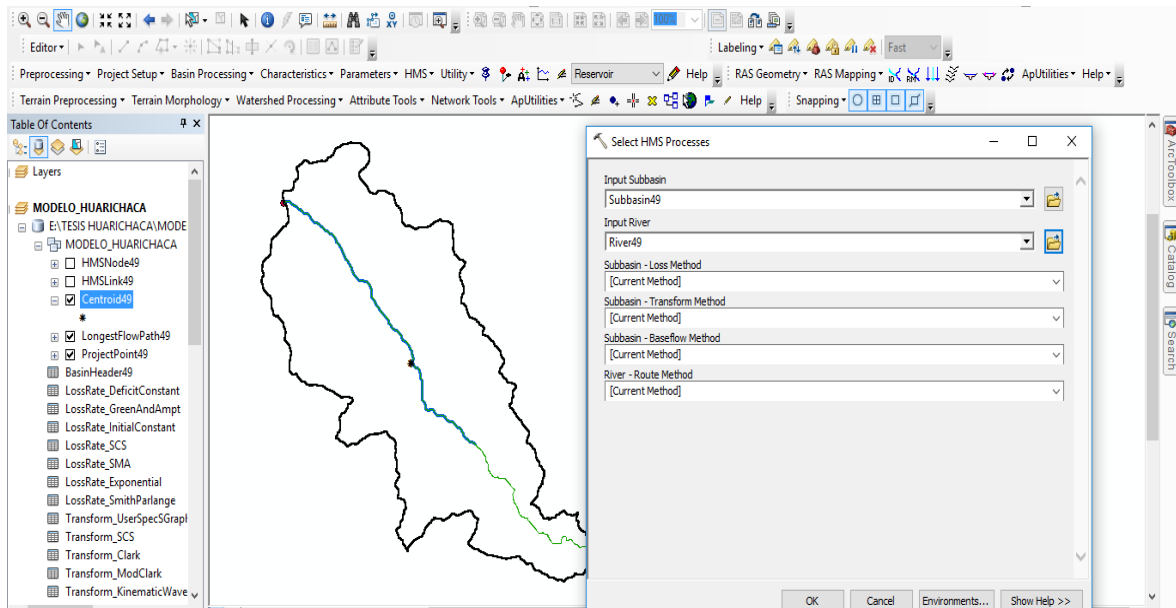 100%
Editor
Labeling
Fast
Preprocessing Project Setup Basin Processing Characteristics Parameters HMS Utility Reservoir Help RAS Geometry RAS Mapping ApUtilities Help
Terrain Preprocessing Terrain Morphology Watershed Processing Attribute Tools Network Tools ApUtilities Help Snapping
Table Of Contents
Layers
MODELO_HUARICHACA
E:\TESIS HUARICHACA\MODE
MODELO_HUARICHACA
HMSNode49
HMSLink49
Centroid49
LongestFlowPath49
ProjectPoint49
BasinHeader49
LossRate_DeficitConstant
LossRate_GreenAndAmpt
LossRate_InitialConstant
LossRate_SCS
LossRate_SMA
LossRate_Exponential
LossRate_SmithParlange
Transform_UserSpecSGraph
Transform_SCS
Transform_Clark
Transform_ModClark
Transform_KinematicWave
Select HMS Processes
Input Subbasin
Subbasin49
Input River
River49
Subbasin - Loss Method
[Current Method]
Subbasin - Transform Method
[Current Method]
Subbasin - Baseflow Method
[Current Method]
River - Route Method
[Current Method]
OK Cancel Environments... Show Help >>
ArcToolbox
Catalog
Search